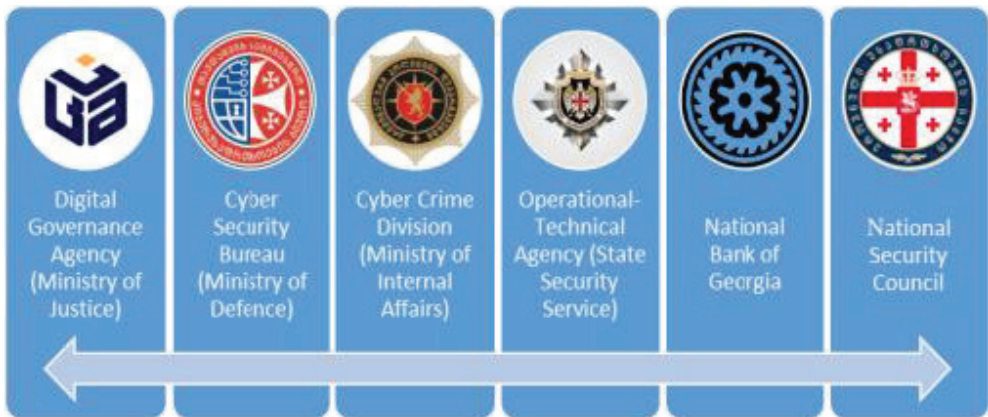 Digital
Governance
Agency
(Ministry of
Justice)
Cyber
Security
Bureau
(Ministry of
Defence)
Cyber Crime
Division
(Ministry of
Internal
Affairs)
Operational-
Technical
Agency (State
Security
Service)
National
Bank of
Georgia
National
Security
Council